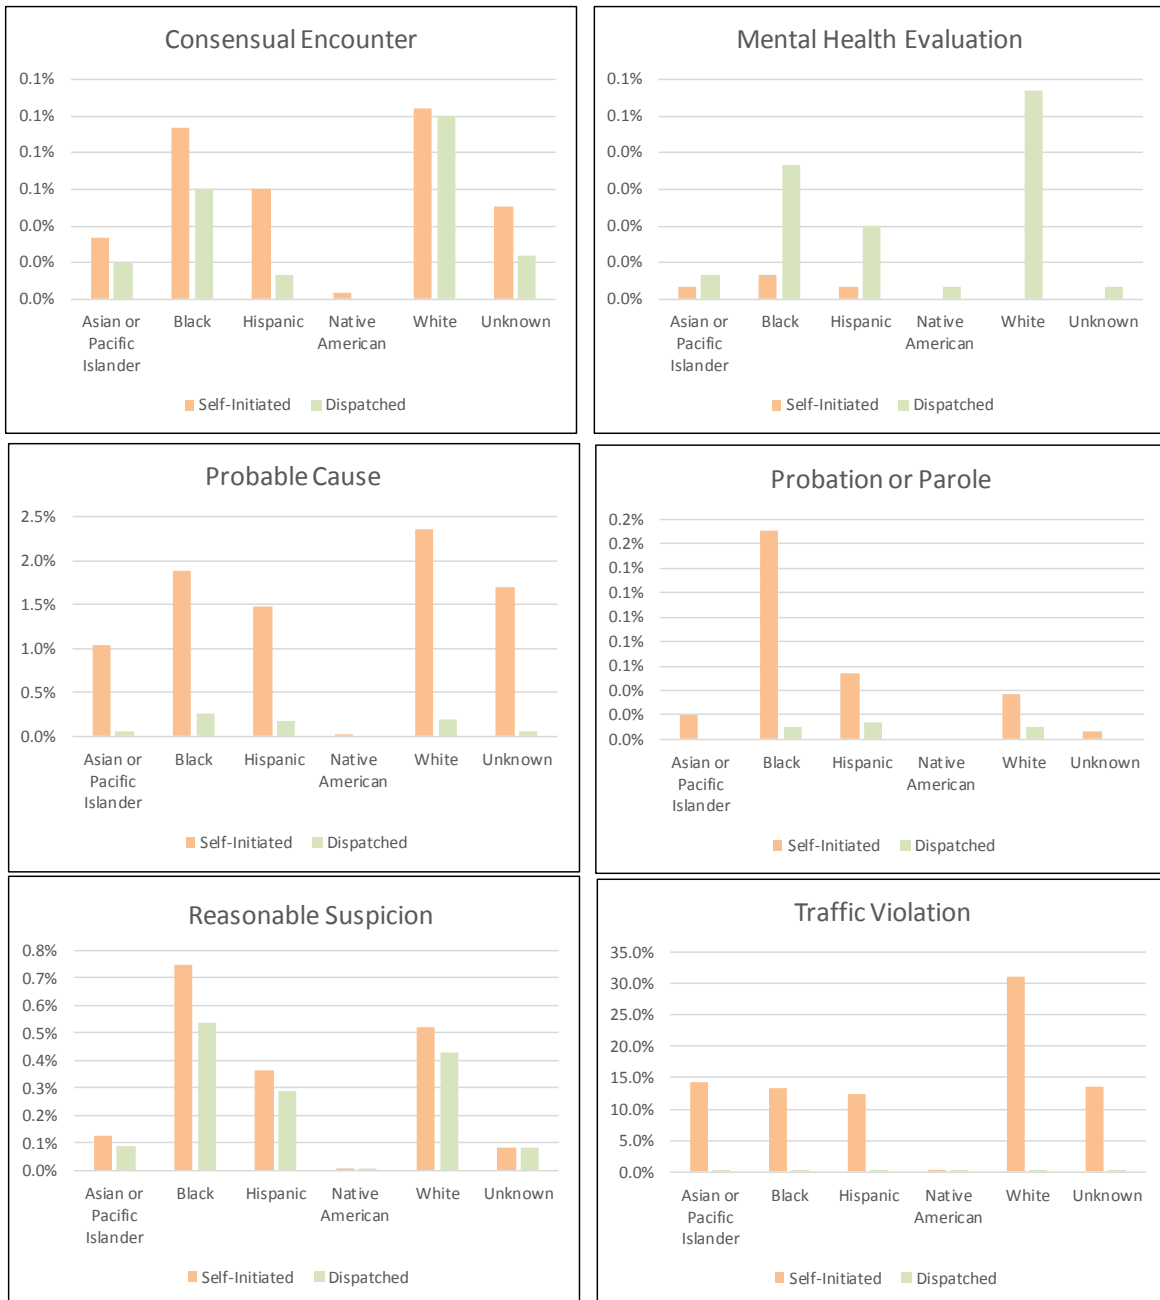 Consensual Encounter
0.1%
0.1%
0.1%
0.1%
0.0%
0.0%
0.0%
Asian or Pacific Islander
Black
Hispanic
Native American
White
Unknown
Self-Initiated
Dispatched
Mental Health Evaluation
0.1%
0.1%
0.0%
0.0%
0.0%
0.0%
0.0%
Asian or Pacific Islander
Black
Hispanic
Native American
White
Unknown
Self-Initiated
Dispatched
Probable Cause
2.5%
2.0%
1.5%
1.0%
0.5%
0.0%
Asian or Pacific Islander
Black
Hispanic
Native American
White
Unknown
Self-Initiated
Dispatched
Probation or Parole
0.2%
0.2%
0.1%
0.1%
0.1%
0.1%
0.1%
0.0%
0.0%
0.0%
Asian or Pacific Islander
Black
Hispanic
Native American
White
Unknown
Self-Initiated
Dispatched
Reasonable Suspicion
0.8%
0.7%
0.6%
0.5%
0.4%
0.3%
0.2%
0.1%
0.0%
Asian or Pacific Islander
Black
Hispanic
Native American
White
Unknown
Self-Initiated
Dispatched
Traffic Violation
35.0%
30.0%
25.0%
20.0%
15.0%
10.0%
5.0%
0.0%
Asian or Pacific Islander
Black
Hispanic
Native American
White
Unknown
Self-Initiated
Dispatched